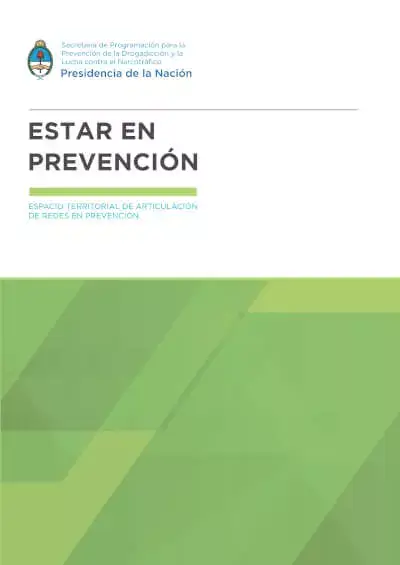 Secretaría de Programación para la
Prevención de la Drogadicción y la
Lucha contra el Narcotráfico
Presidencia de la Nación
ESTAR EN
PREVENCIÓN
ESPACIO TERRITORIAL DE ARTICULACIÓN
DE REDES EN PREVENCIÓN